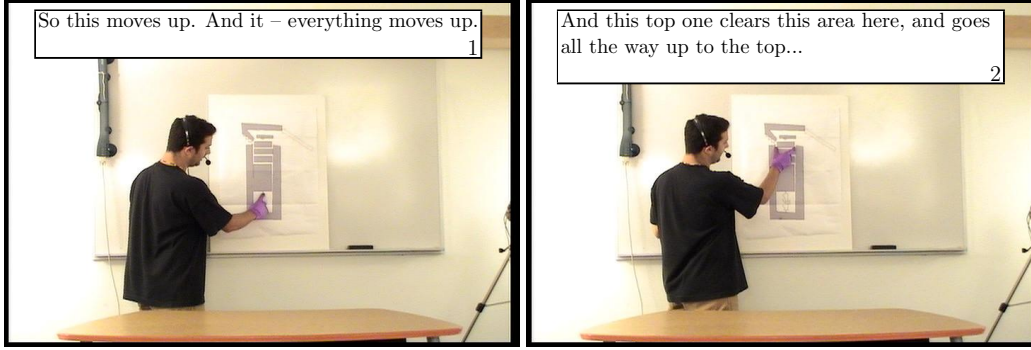 So this moves up. And it – everything moves up.
1
And this top one clears this area here, and goes
all the way up to the top...
2